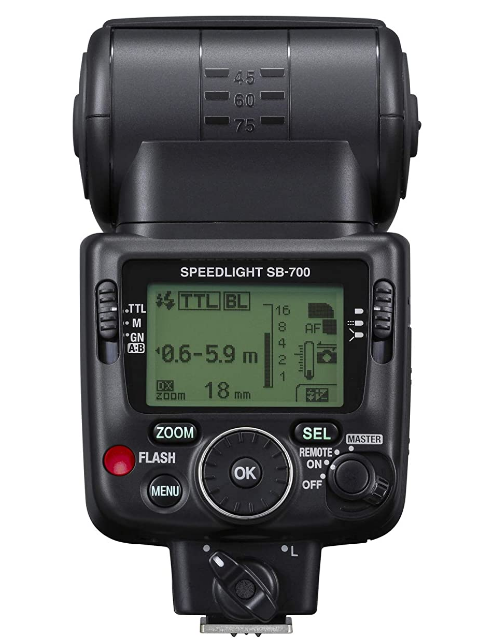 45
60
75
SPEEDLIGHT SB-700
TTL
M
GN
A:B
TTL BL
0.6-5.9 m
DX
ZOOM 18 mm
16
8
4
2
1
AF
ZOOM
SEL
FLASH
OK
MENU
MASTER
REMOTE
ON
OFF
L